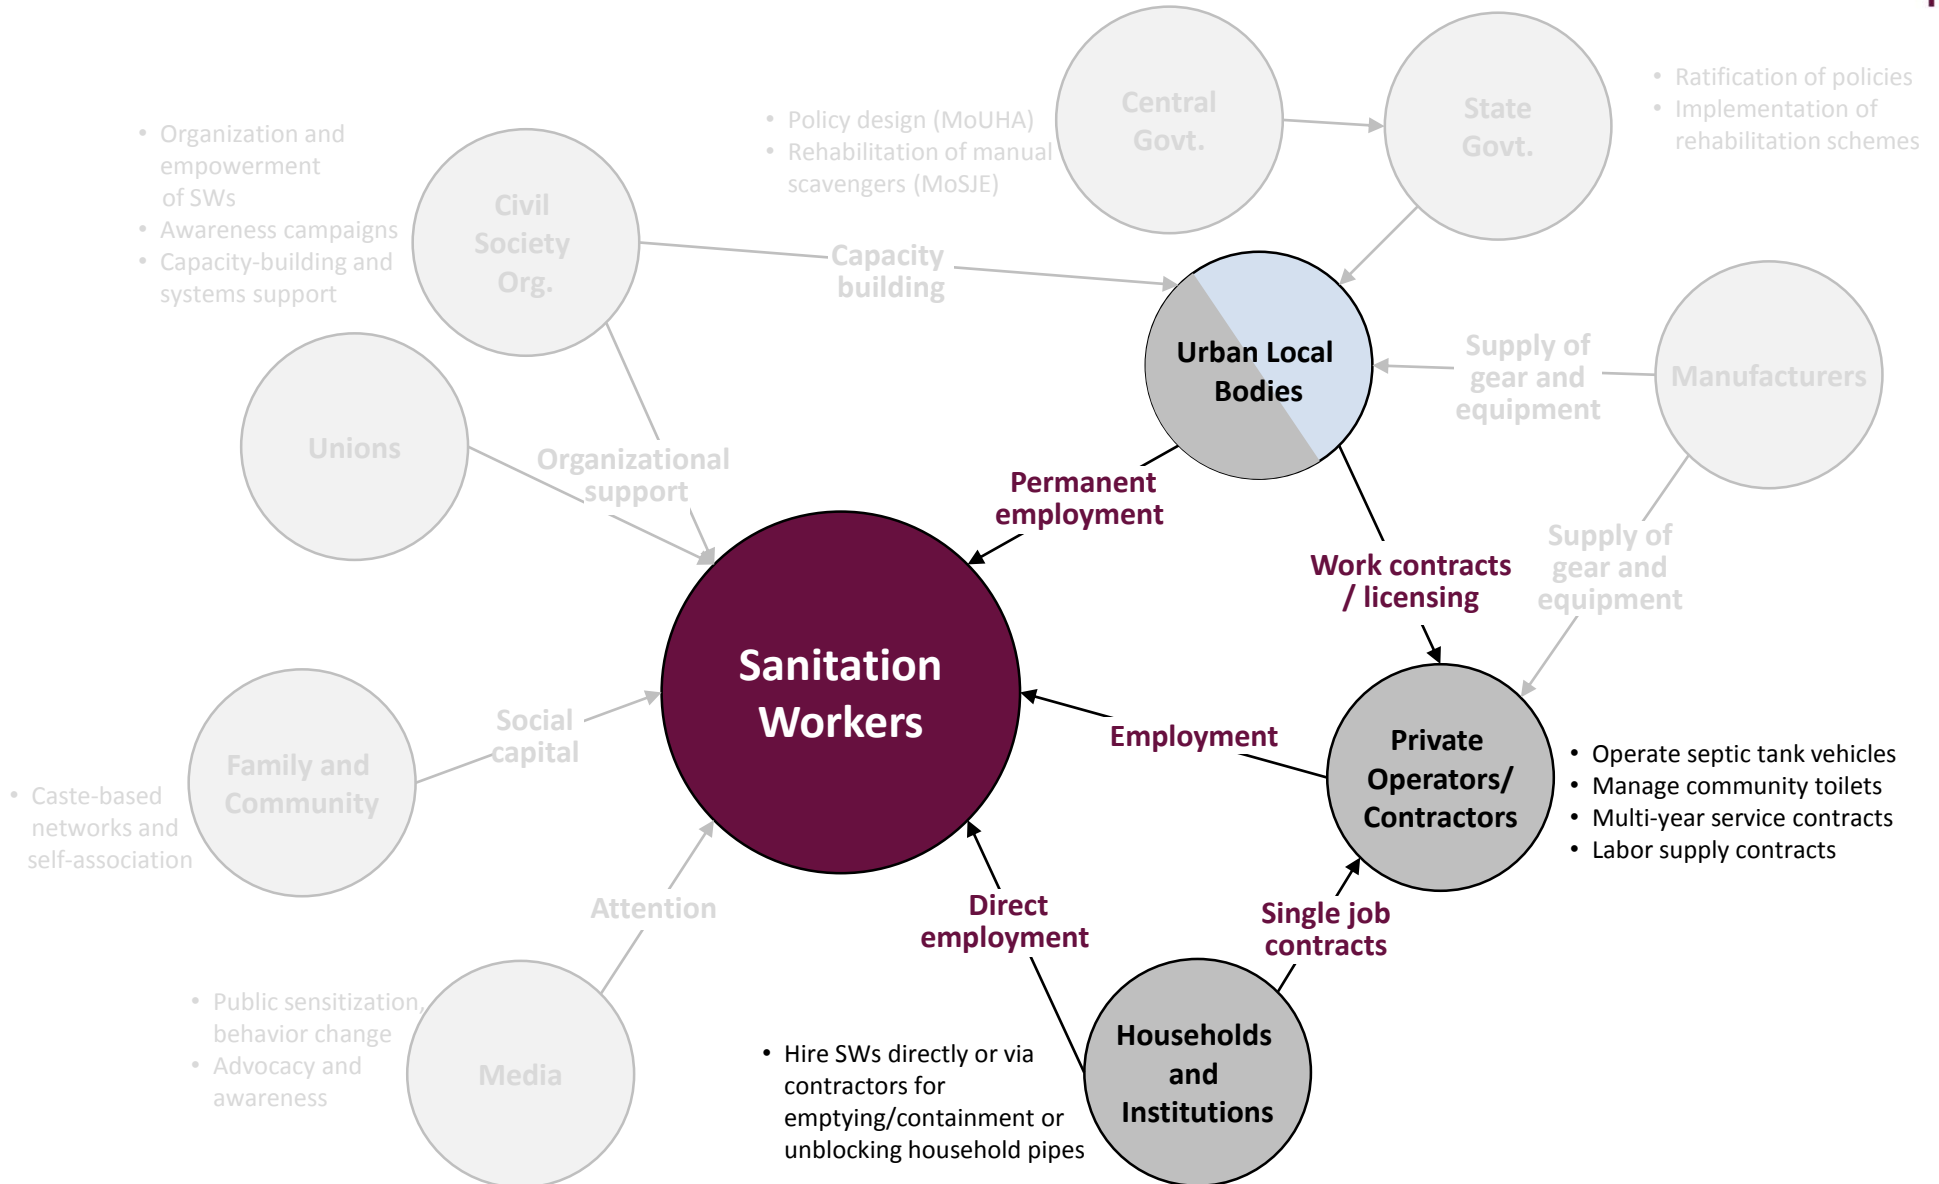 Central
Govt.
State
Govt.
• Ratification of policies
• Implementation of
rehabilitation schemes
• Policy design (MoUHA)
• Rehabilitation of manual
scavengers (MoSJE)
• Organization and
empowerment
of SWs
• Awareness campaigns
• Capacity-building and
systems support
Civil
Society
Org.
Capacity
building
Urban Local
Bodies
Supply of
gear and
equipment
Manufacturers
Unions
Organizational
support
Permanent
employment
Work contracts
/ licensing
Supply of
gear and
equipment
Sanitation
Workers
Social
capital
Family and
Community
• Caste-based
networks and
self-association
Employment
Private
Operators/
Contractors
• Operate septic tank vehicles
• Manage community toilets
• Multi-year service contracts
• Labor supply contracts
Attention
Direct
employment
Single job
contracts
• Public sensitization,
behavior change
• Advocacy and
awareness
Media
• Hire SWs directly or via
contractors for
emptying/containment or
unblocking household pipes
Households
and
Institutions